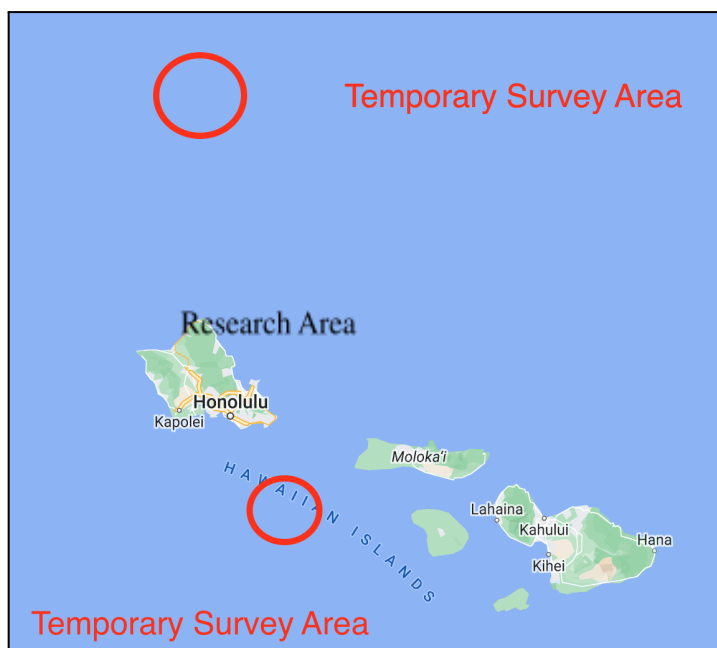 Temporary Survey Area
Research Area
Honolulu
Kapolei
Moloka'i
HAWAIIAN ISLANDS
Lahaina
Kahului
Hana
Kihei
Temporary Survey Area